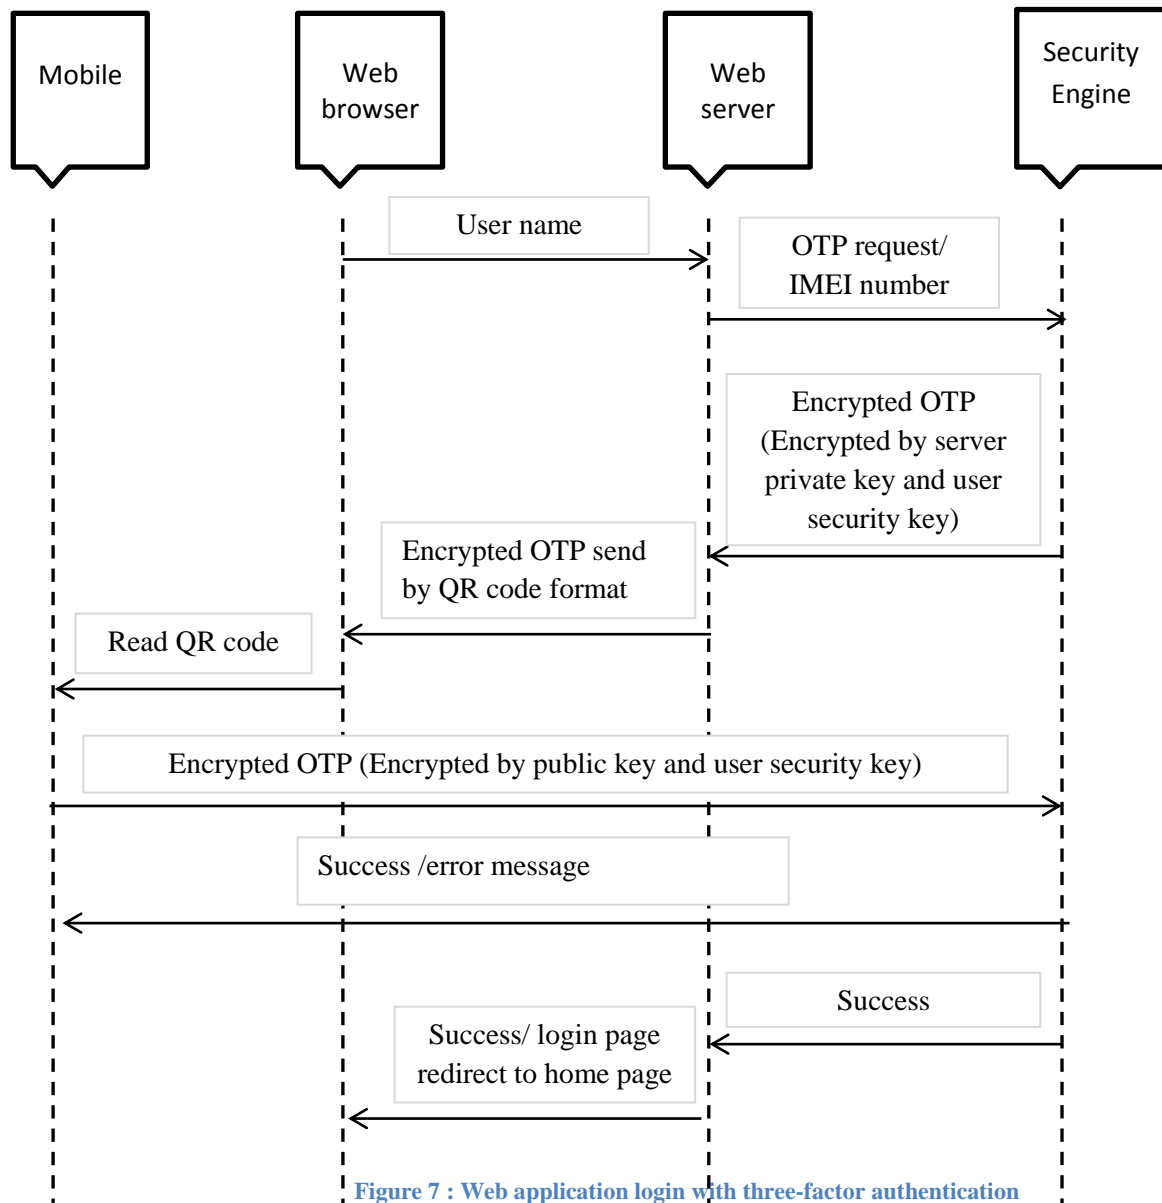 Mobile
Web
browser
Web
server
Security
Engine
User name
OTP request/
IMEI number
Encrypted OTP
(Encrypted by server
private key and user
security key)
Encrypted OTP send
by QR code format
Read QR code
Encrypted OTP (Encrypted by public key and user security key)
Success /error message
Success
Success/ login page
redirect to home page
Figure 7 : Web application login with three-factor authentication